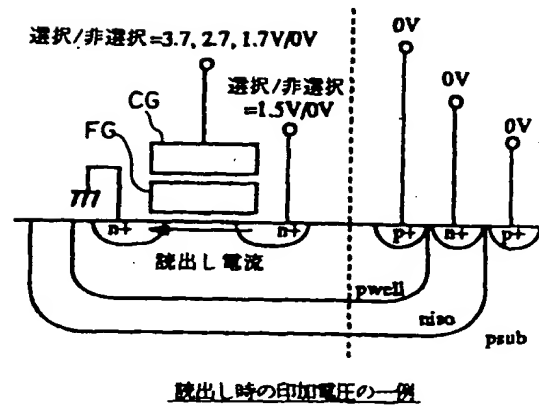 選択/非選択=3.7, 2.7, 1.7V/0V
CG
FG
選択/非選択
=1.5V/0V
0V
0V
0V
n+
n+
p+
n+
p+
読出し電流
pwell
niso
psub
読出し時の印加電圧の一例